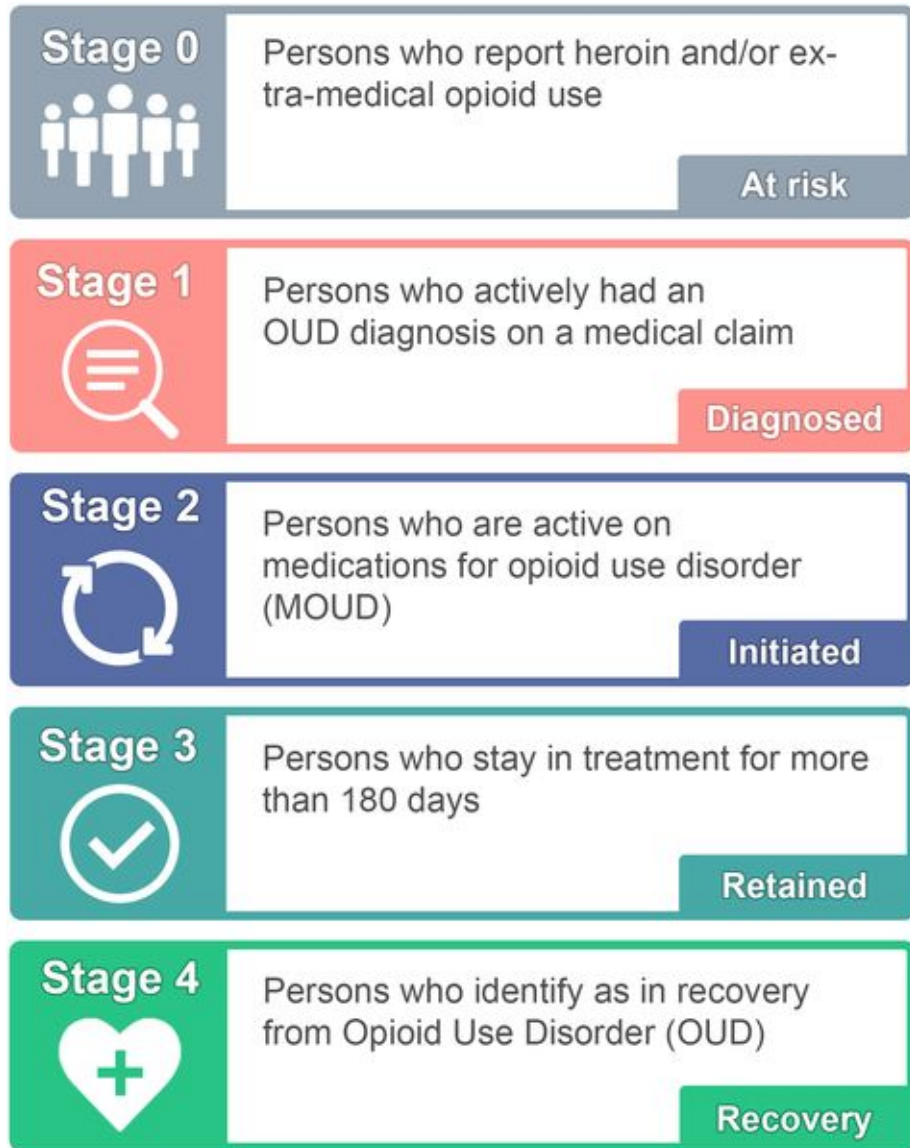 Stage 0
Persons who report heroin and/or ex-
tra-medical opioid use
At risk
Stage 1
Persons who actively had an
OUD diagnosis on a medical claim
Diagnosed
Stage 2
Persons who are active on
medications for opioid use disorder
(MOUD)
Initiated
Stage 3
Persons who stay in treatment for more
than 180 days
Retained
Stage 4
Persons who identify as in recovery
from Opioid Use Disorder (OUD)
Recovery